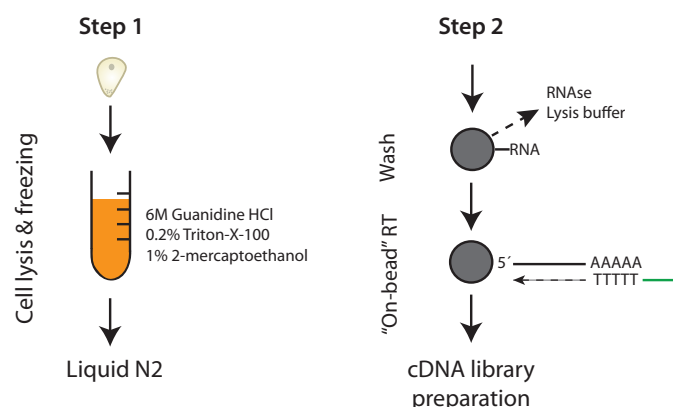 Step 1
Cell lysis & freezing
6M Guanidine HCl
0.2% Triton-X-100
1% 2-mercaptoethanol
Liquid N2
Step 2
RNAse
Lysis buffer
Wash
RNA
"On-bead" RT
5´
AAAAA
TTTTT
cDNA library
preparation